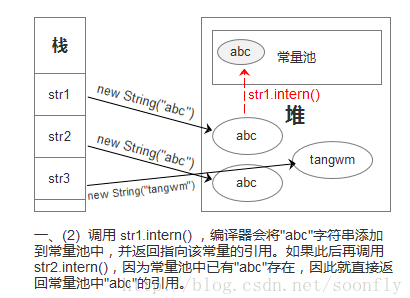 栈
abc
常量池
str1
new String("abc")
str1.intern()
堆
str2
abc
new String("abc")
tangwm
str3
abc
new String("tangwm")
一、(2) 调用 str1.intern() ，编译器会将"abc"字符串添加
到常量池中，并返回指向该常量的引用。如果此后再调用
str2.intern()，因为常量池中已有"abc"存在，因此就直接返
回常量池中"abc"的引用。
http://blog.csdn.net/soonfly